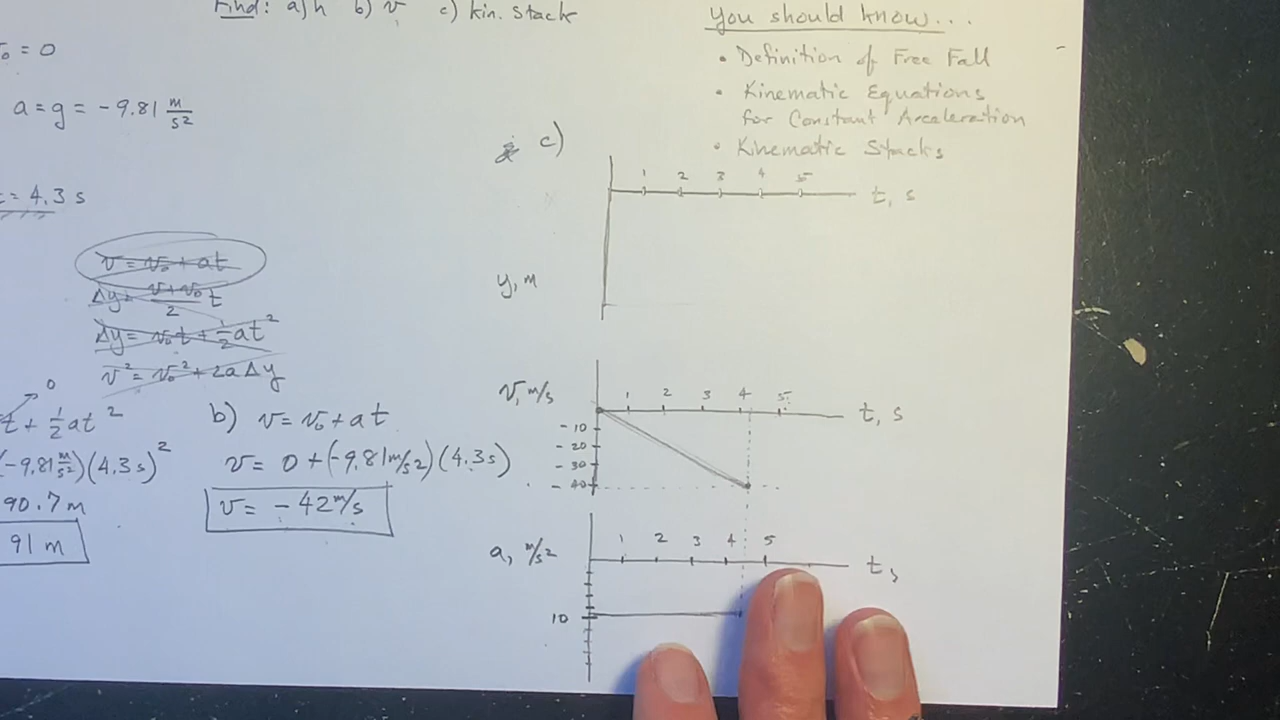 Find: a) h b) v c) kin. stack
v₀ = 0
a = g = -9.81 m/s²
t = 4.3 s
v = v₀ + at
Δy = (v + v₀)/2 t
Δy = v₀t + ½at²
v² = v₀² + 2aΔy
0
t + ½at²
(-9.81 m/s²)(4.3 s)²
90.7 m
91 m
b) v = v₀ + at
v = 0 + (-9.81 m/s2)(4.3 s)
v = -42 m/s
You should know...
• Definition of Free Fall
• Kinematic Equations
for Constant Acceleration
• Kinematic Stacks
c)
1 2 3 4 5
t, s
y, m
v, m/s
1 2 3 4 5
t, s
-10
-20
-30
-40
a, m/s2
1 2 3 4 5
t, s
10